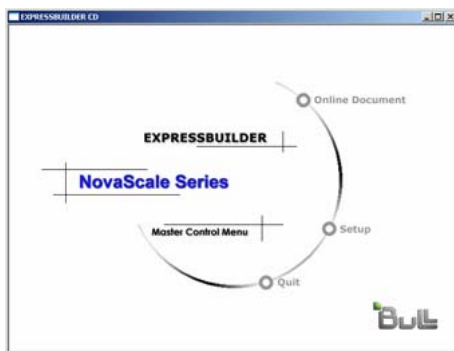 EXPRESSBUILDER CD
Online Document
EXPRESSBUILDER
NovaScale Series
Master Control Menu
Setup
Quit
Bull